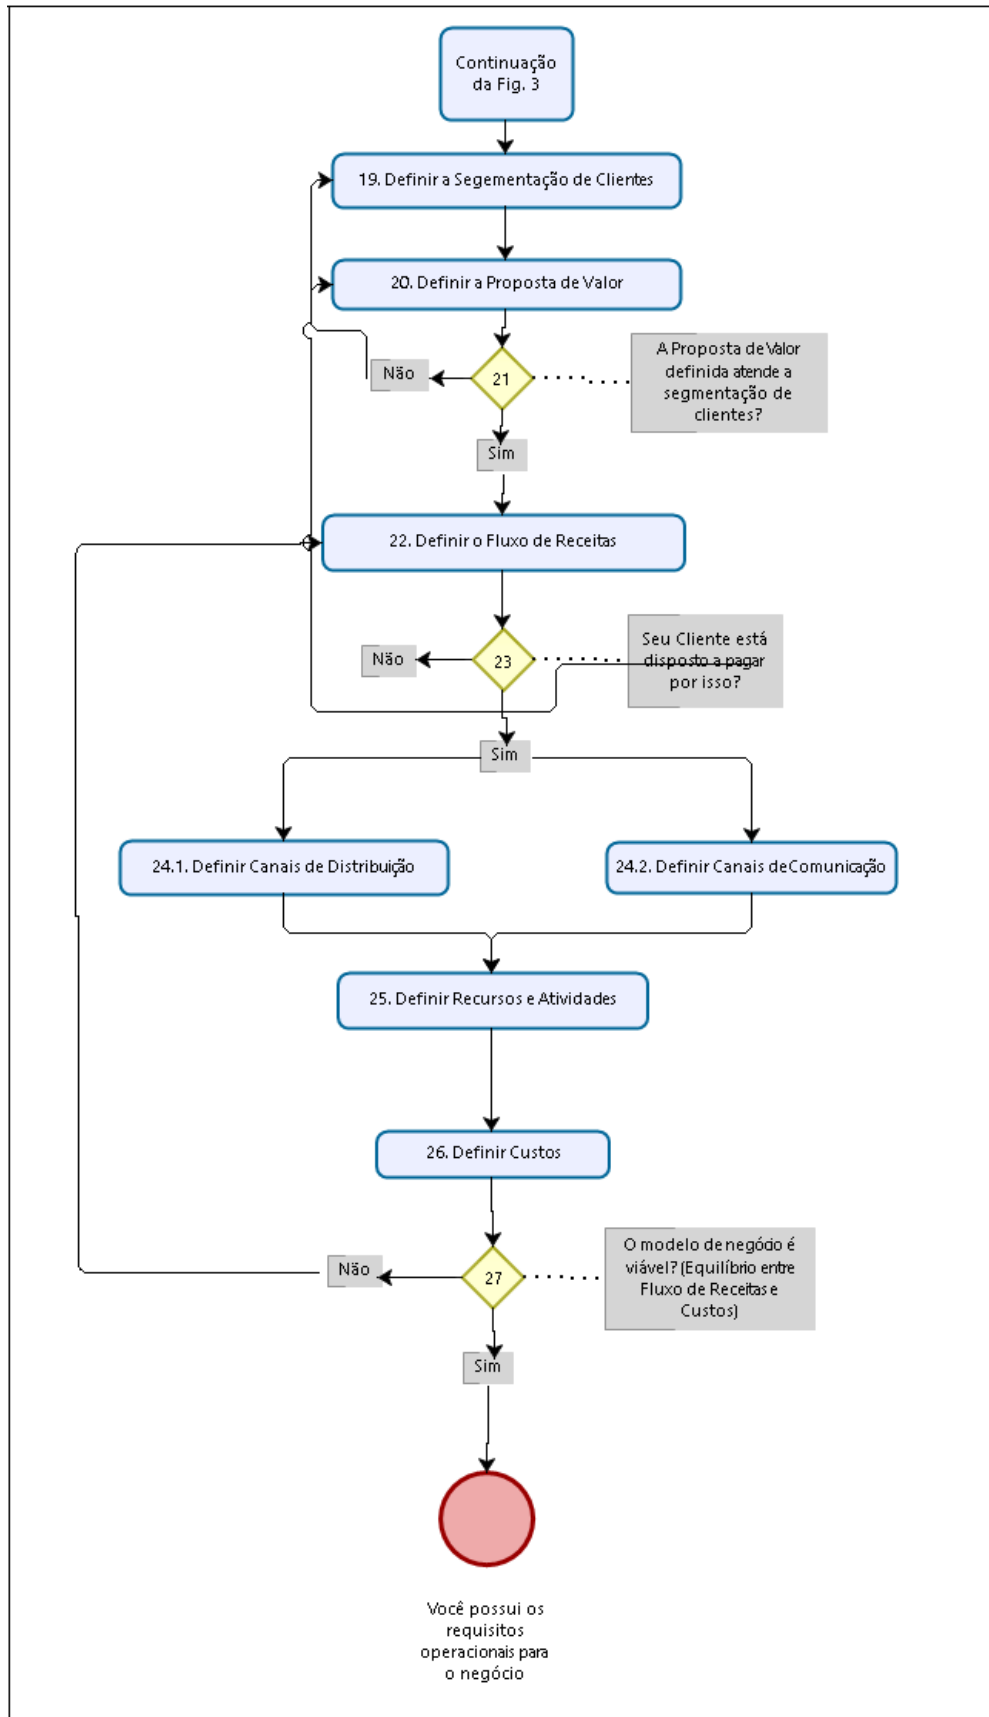 Continuação
da Fig. 3
19. Definir a Segementação de Clientes
20. Definir a Proposta de Valor
A Proposta de Valor
definida atende a
segmentação de
clientes?
Não
21
Sim
22. Definir o Fluxo de Receitas
Seu Cliente está
disposto a pagar
por isso?
Não
23
Sim
24.1. Definir Canais de Distribuição
24.2. Definir Canais de Comunicação
25. Definir Recursos e Atividades
26. Definir Custos
O modelo de negócio é
viável? (Equilíbrio entre
Fluxo de Receitas e
Custos)
Não
27
Sim
Você possui os
requisitos
operacionais para
o negócio